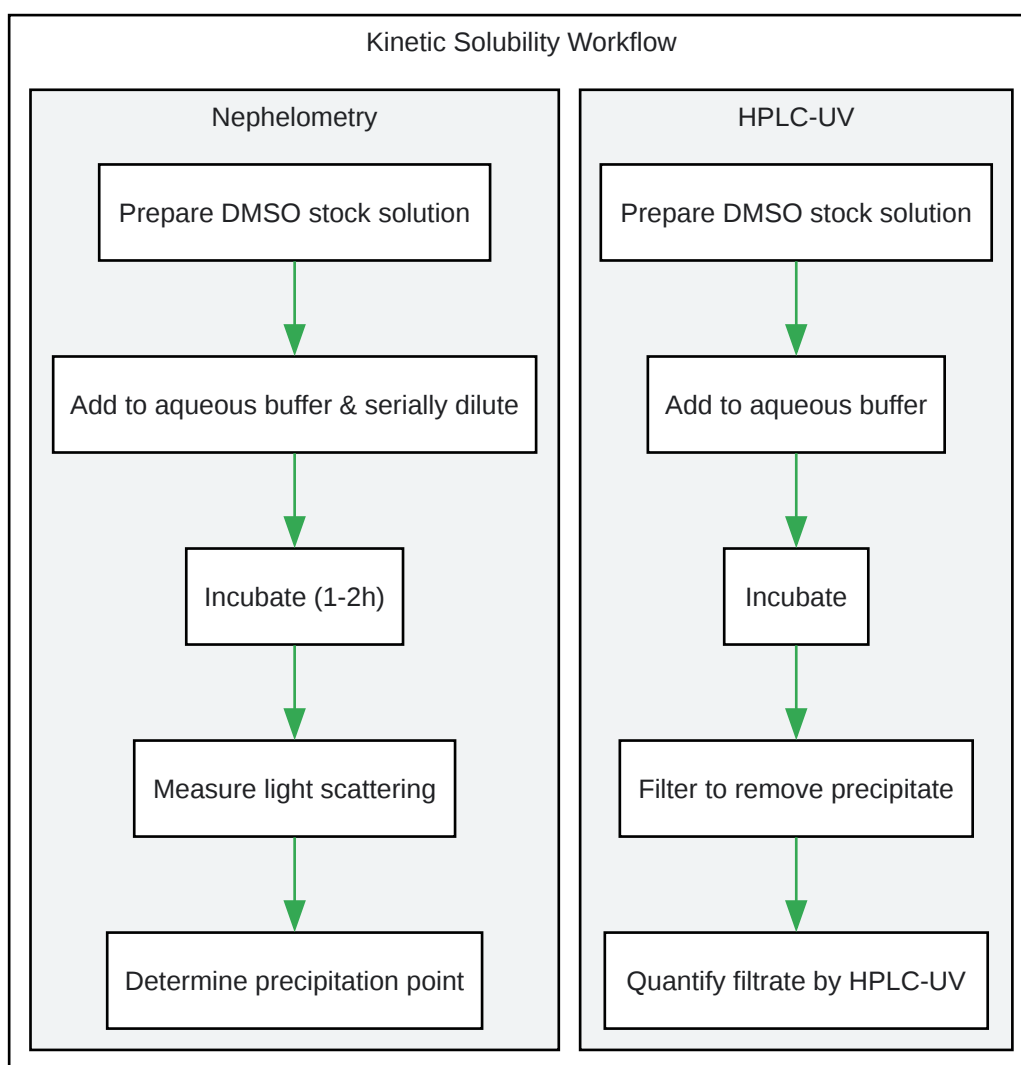 Kinetic Solubility Workflow
Nephelometry
Prepare DMSO stock solution
Add to aqueous buffer & serially dilute
Incubate (1-2h)
Measure light scattering
Determine precipitation point
HPLC-UV
Prepare DMSO stock solution
Add to aqueous buffer
Incubate
Filter to remove precipitate
Quantify filtrate by HPLC-UV